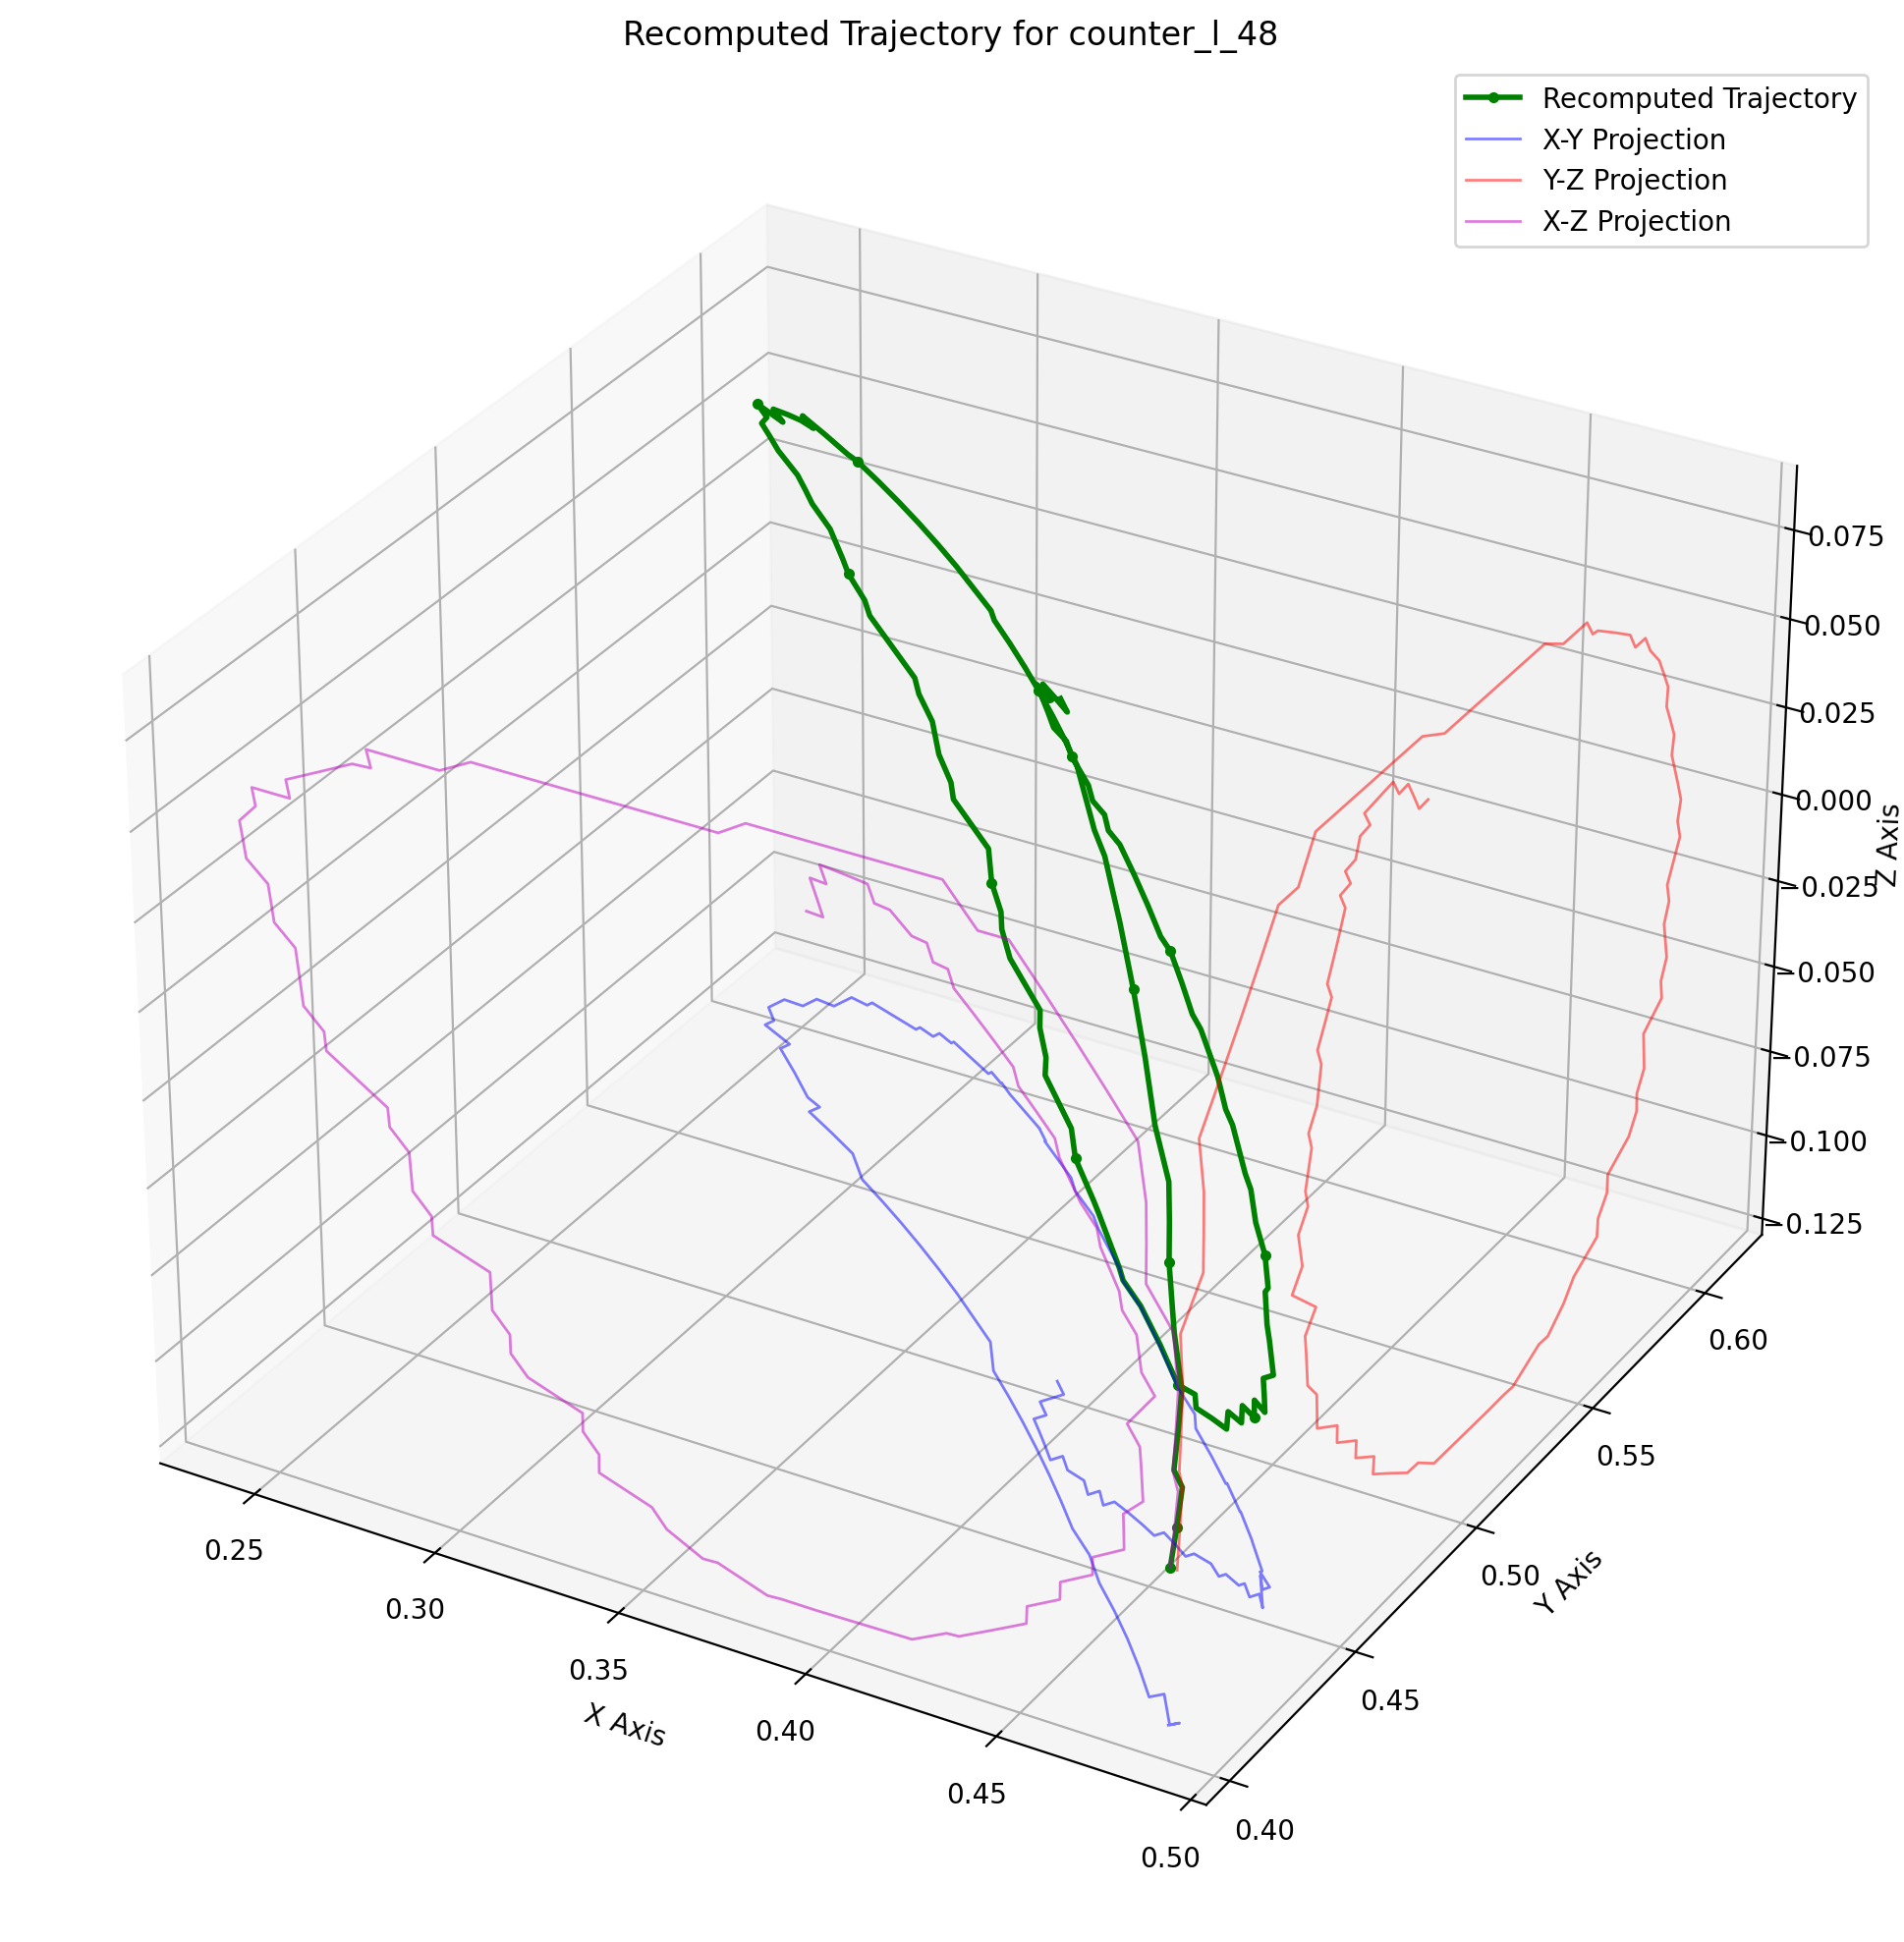 Recomputed Trajectory for counter_l_48
Recomputed Trajectory
X-Y Projection
Y-Z Projection
X-Z Projection
0.075
0.050
0.025
0.000
−0.025
−0.050
−0.075
−0.100
−0.125
Z Axis
0.60
0.55
0.50
0.45
0.40
Y Axis
0.25
0.30
0.35
0.40
0.45
0.50
X Axis